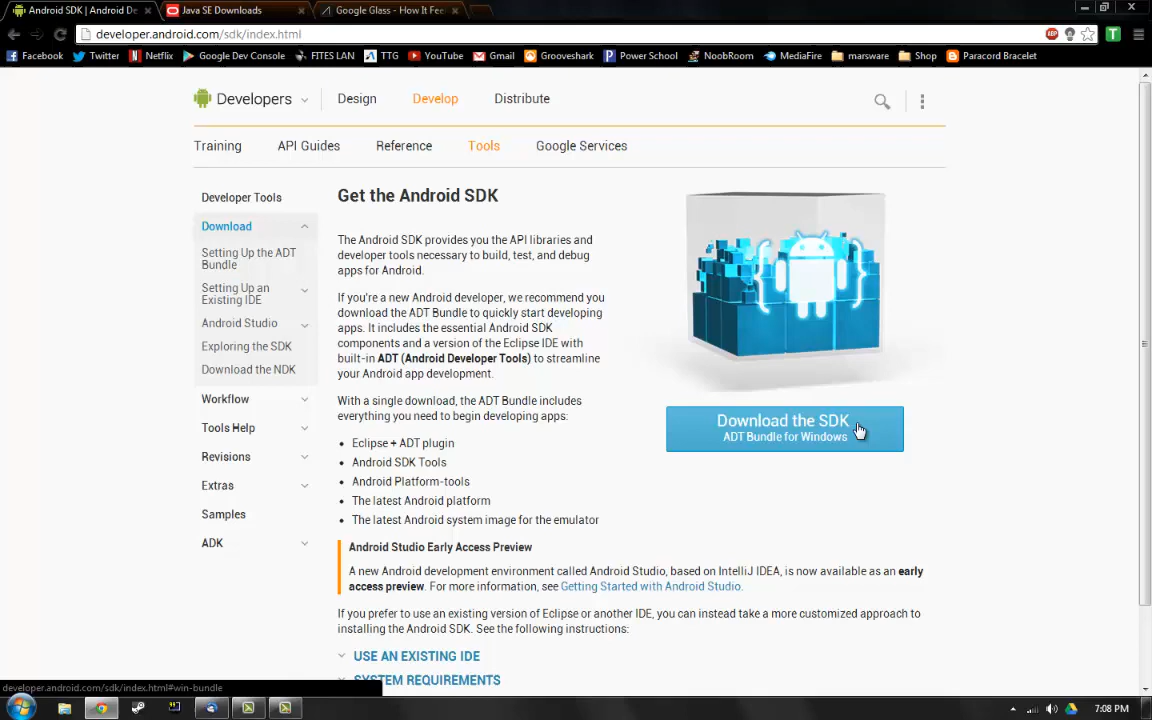 Android SDK | Android De
Java SE Downloads
Google Glass - How It Fee
developer.android.com/sdk/index.html
ABP
T
Facebook
Twitter
Netflix
Google Dev Console
FITES LAN
TTG
YouTube
Gmail
Grooveshark
Power School
NoobRoom
MediaFire
marsware
Shop
Paracord Bracelet
Developers
Design
Develop
Distribute
Training
API Guides
Reference
Tools
Google Services
Developer Tools
Download
Setting Up the ADT
Bundle
Setting Up an
Existing IDE
Android Studio
Exploring the SDK
Download the NDK
Workflow
Tools Help
Revisions
Extras
Samples
ADK
Get the Android SDK
The Android SDK provides you the API libraries and
developer tools necessary to build, test, and debug
apps for Android.
If you're a new Android developer, we recommend you
download the ADT Bundle to quickly start developing
apps. It includes the essential Android SDK
components and a version of the Eclipse IDE with
built-in ADT (Android Developer Tools) to streamline
your Android app development.
With a single download, the ADT Bundle includes
everything you need to begin developing apps:
• Eclipse + ADT plugin
• Android SDK Tools
• Android Platform-tools
• The latest Android platform
• The latest Android system image for the emulator
Download the SDK
ADT Bundle for Windows
Android Studio Early Access Preview
A new Android development environment called Android Studio, based on IntelliJ IDEA, is now available as an early
access preview. For more information, see Getting Started with Android Studio.
If you prefer to use an existing version of Eclipse or another IDE, you can instead take a more customized approach to
installing the Android SDK. See the following instructions:
USE AN EXISTING IDE
SYSTEM REQUIREMENTS
developer.android.com/sdk/index.html#win-bundle
7:08 PM